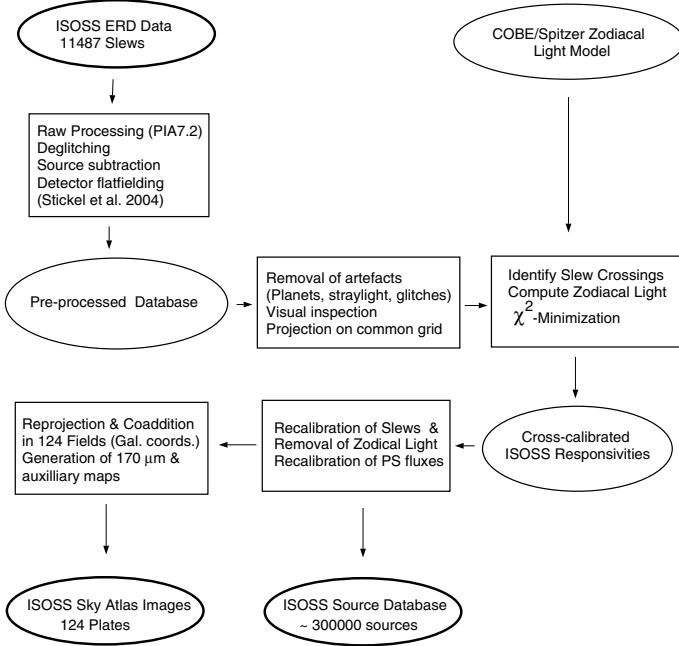 ISOSS ERD Data
11487 Slews
COBE/Spitzer Zodiacal
Light Model
Raw Processing (PIA7.2)
Deglitching
Source subtraction
Detector flatfielding
(Stickel et al. 2004)
Pre-processed Database
Removal of artefacts
(Planets, straylight, glitches)
Visual inspection
Projection on common grid
Identify Slew Crossings
Compute Zodiacal Light
χ²-Minimization
Reprojection & Coaddition
in 124 Fields (Gal. coords.)
Generation of 170 μm &
auxilliary maps
Recalibration of Slews &
Removal of Zodical Light
Recalibration of PS fluxes
Cross-calibrated
ISOSS Responsivities
ISOSS Sky Atlas Images
124 Plates
ISOSS Source Database
~ 300000 sources